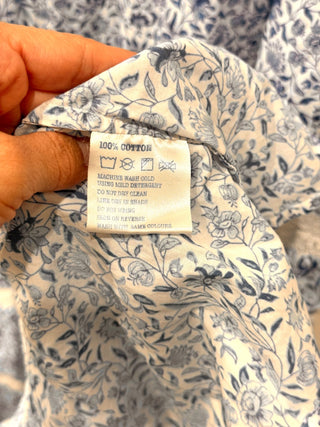 100% COTTON
MACHINE WASH COLD
USING MILD DETERGENT
DO NOT DRY CLEAN
LINE DRY IN SHADE
DO NOT WRING
IRON ON REVERSE
WASH WITH SAME COLOURS